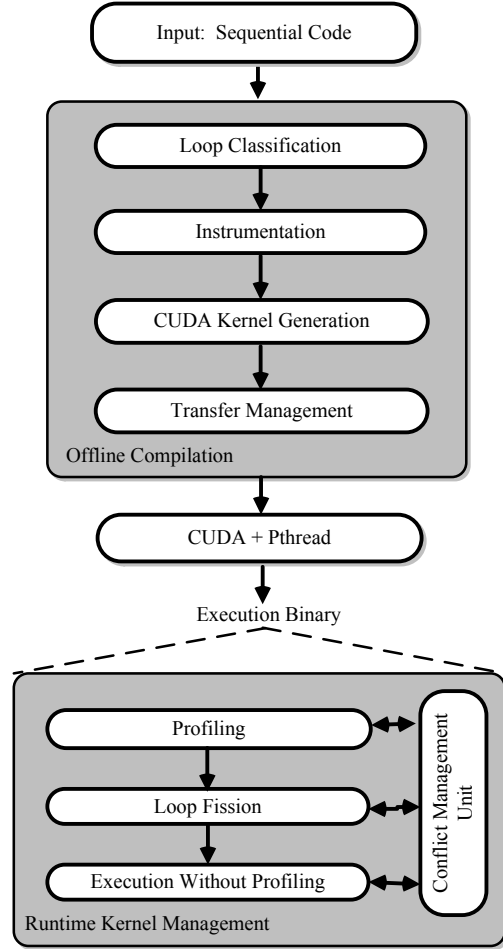 Input: Sequential Code
Loop Classification
Instrumentation
CUDA Kernel Generation
Transfer Management
Offline Compilation
CUDA + Pthread
Execution Binary
Profiling
Loop Fission
Execution Without Profiling
Conflict Management
Unit
Runtime Kernel Management